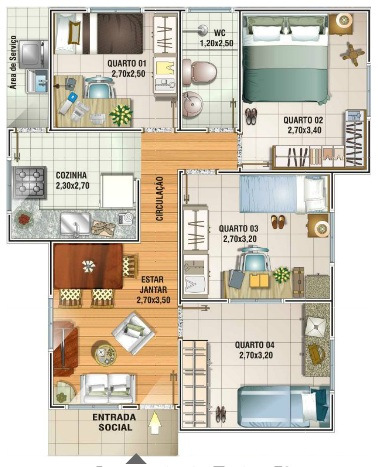 Área de Serviço
QUARTO 01
2,70x2,50
WC
1,20x2,50
QUARTO 02
2,70x3,40
COZINHA
2,30x2,70
CIRCULAÇÃO
QUARTO 03
2,70x3,20
ESTAR
JANTAR
2,70x3,50
QUARTO 04
2,70x3,20
ENTRADA
SOCIAL